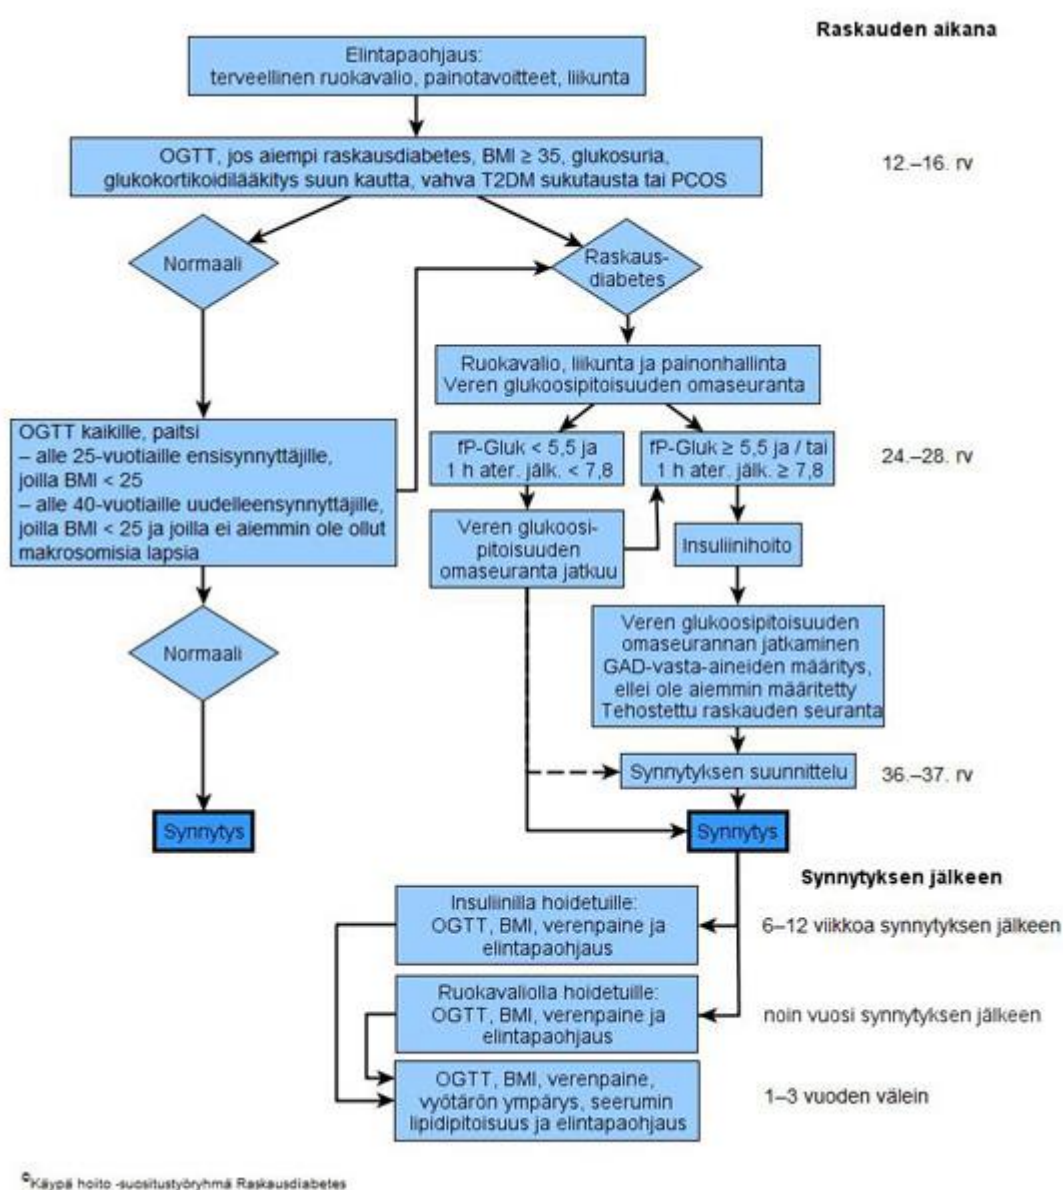 Raskauden aikana
Elintapaohjaus:
terveellinen ruokavalio, painotavoitteet, liikunta
OGTT, jos aiempi raskausdiabetes, BMI ≥ 35, glukosuria,
glukokortikoidilääkitys suun kautta, vahva T2DM sukutausta tai PCOS
12.–16. rv
Normaali
Raskaus-
diabetes
Ruokavalio, liikunta ja painonhallinta
Veren glukoosipitoisuuden omaseuranta
OGTT kaikille, paitsi
– alle 25-vuotiaille ensisynnyttäjille,
joilla BMI < 25
– alle 40-vuotiaille uudelleensynnyttäjille,
joilla BMI < 25 ja joilla ei aiemmin ole ollut
makrosomisia lapsia
fP-Gluk < 5,5 ja
1 h ater. jälk. < 7,8
fP-Gluk ≥ 5,5 ja / tai
1 h ater. jälk. ≥ 7,8
24.–28. rv
Veren glukoosi-
pitoisuuden
omaseuranta jatkuu
Insuliinihoito
Normaali
Veren glukoosipitoisuuden
omaseurannan jatkaminen
GAD-vasta-aineiden määritys,
ellei ole aiemmin määritetty
Tehostettu raskauden seuranta
Synnytyksen suunnittelu
36.–37. rv
Synnytys
Synnytys
Synnytyksen jälkeen
Insuliinilla hoidetuille:
OGTT, BMI, verenpaine ja
elintapaohjaus
6–12 viikkoa synnytyksen jälkeen
Ruokavaliolla hoidetuille:
OGTT, BMI, verenpaine ja
elintapaohjaus
noin vuosi synnytyksen jälkeen
OGTT, BMI, verenpaine,
vyötärön ympärys, seerumin
lipidipitoisuus ja elintapaohjaus
1–3 vuoden välein
©Käypä hoito -suositustyöryhmä Raskausdiabetes